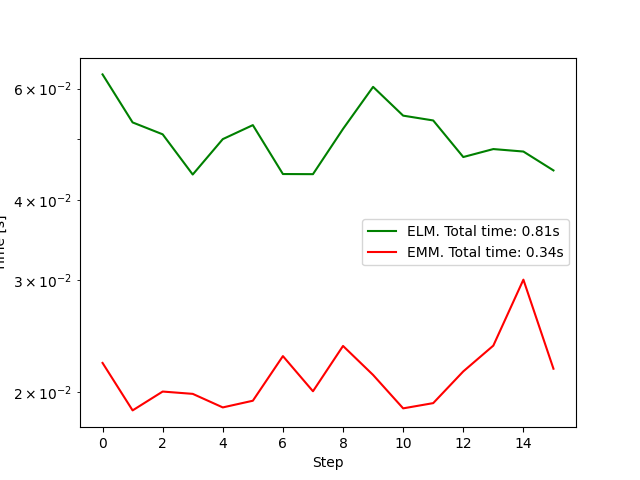 6 × 10⁻²
4 × 10⁻²
3 × 10⁻²
2 × 10⁻²
Time [s]
ELM. Total time: 0.81s
EMM. Total time: 0.34s
0 2 4 6 8 10 12 14
Step